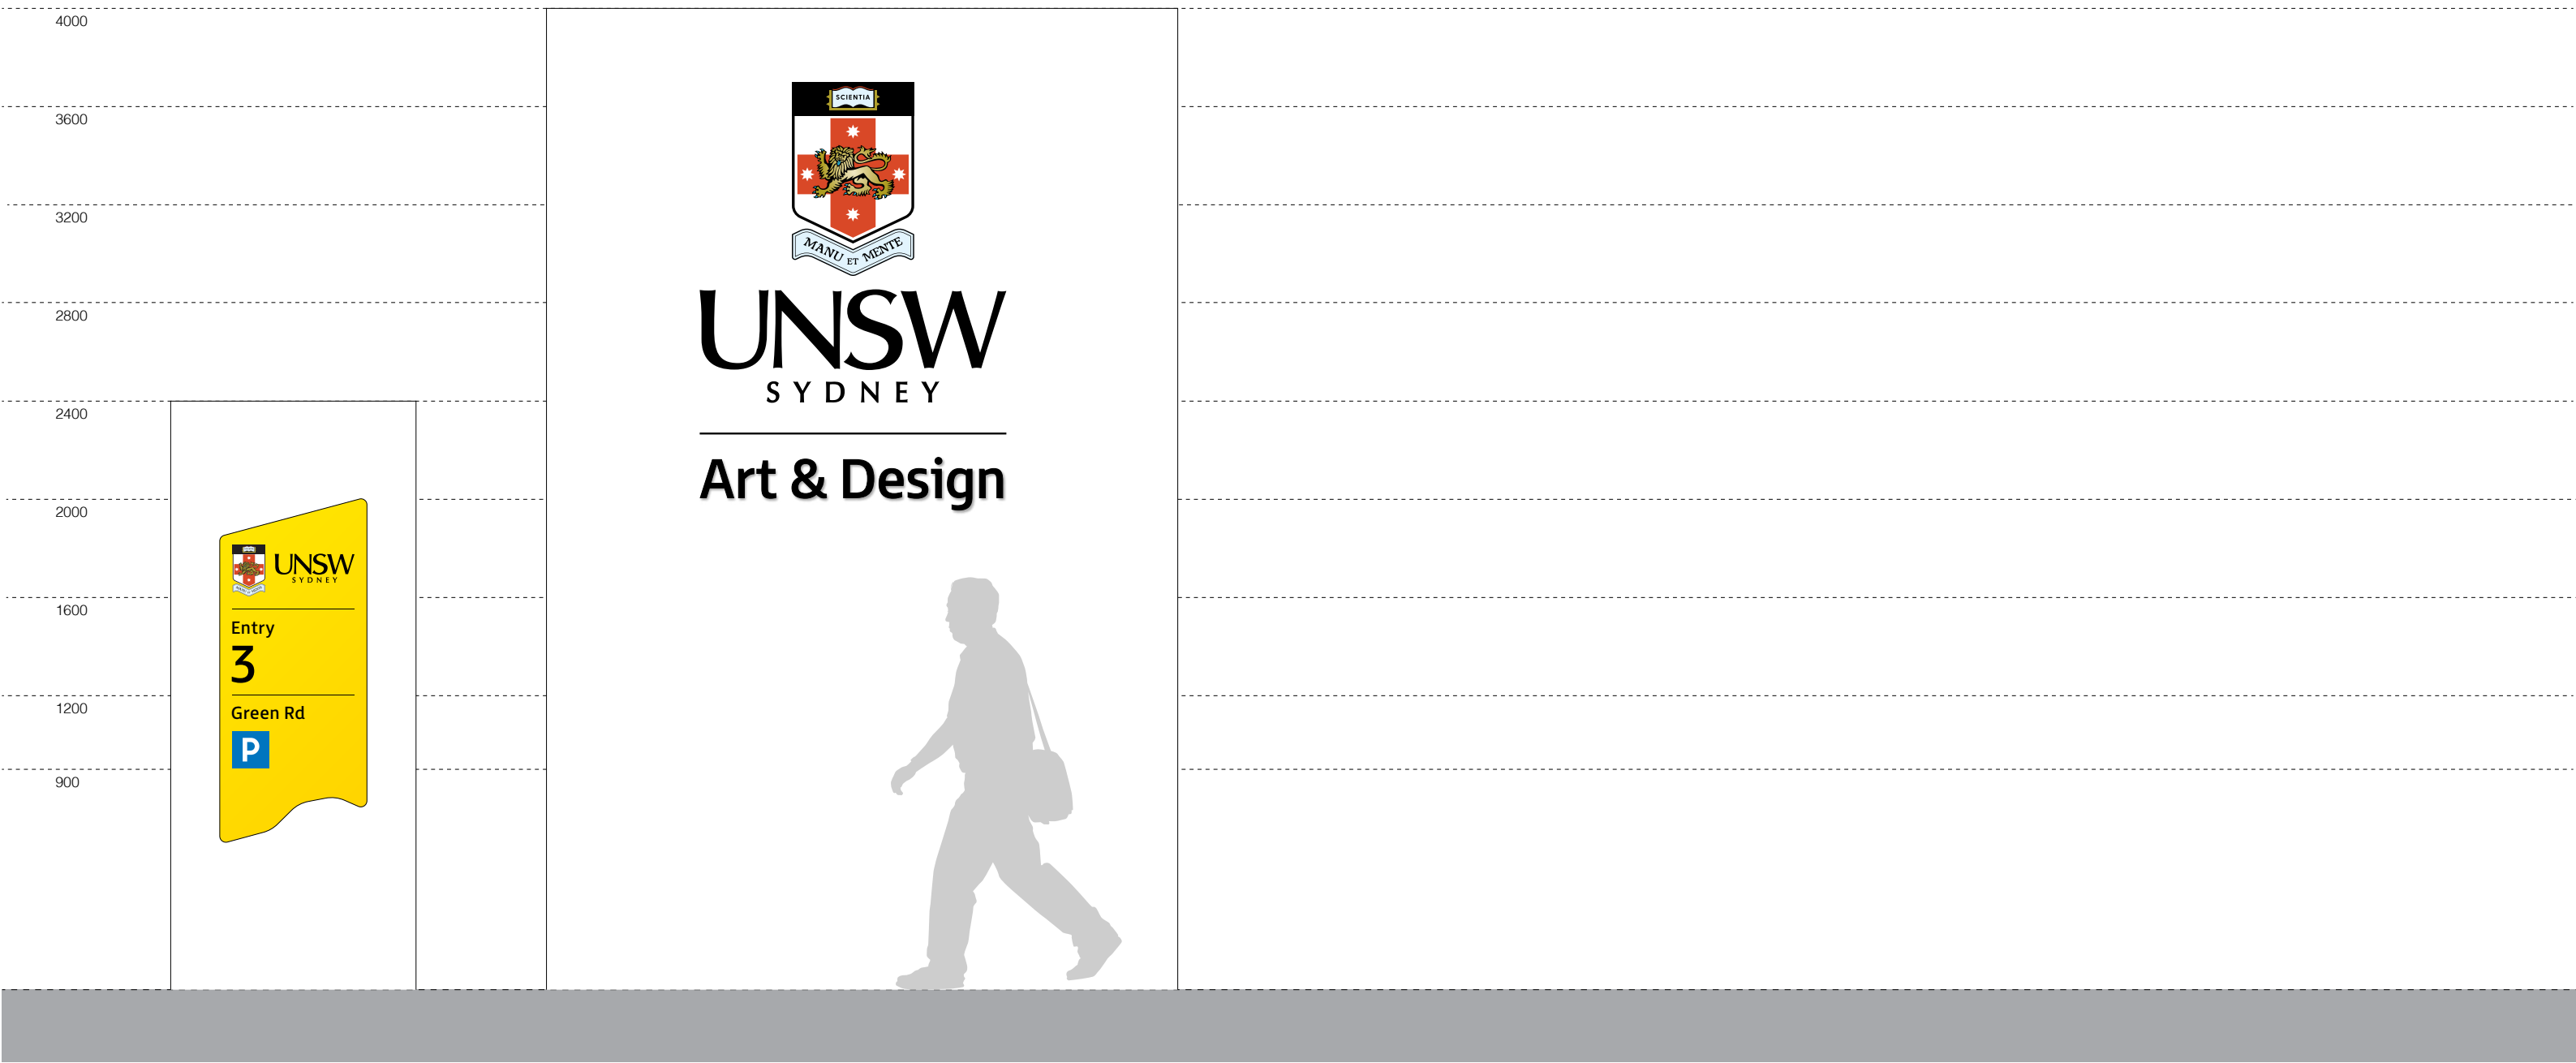 4000
3600
3200
2800
2400
2000
1600
1200
900
UNSW
SYDNEY
Entry
3
Green Rd
P
SCIENTIA
MANU ET MENTE
UNSW
SYDNEY
Art & Design